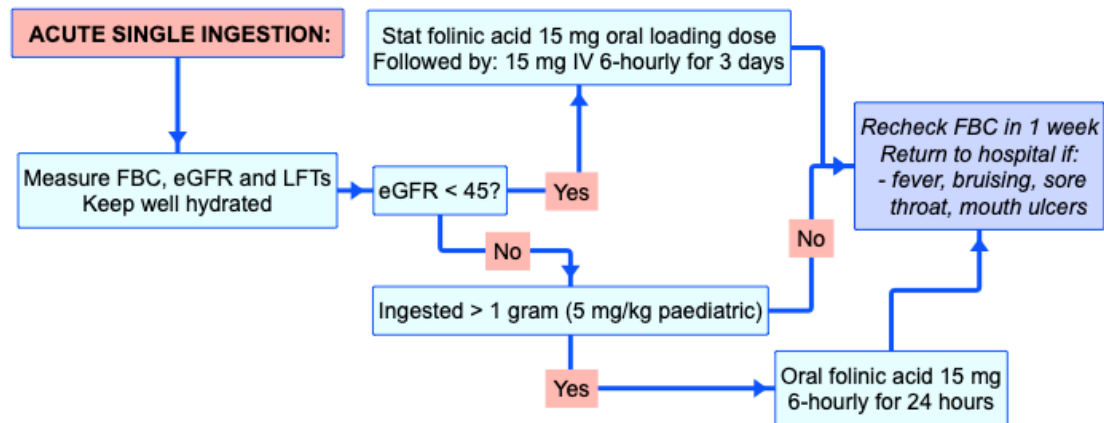 ACUTE SINGLE INGESTION:
Measure FBC, eGFR and LFTs
Keep well hydrated
eGFR < 45?
Yes
Stat folinic acid 15 mg oral loading dose
Followed by: 15 mg IV 6-hourly for 3 days
No
Ingested > 1 gram (5 mg/kg paediatric)
Yes
Oral folinic acid 15 mg
6-hourly for 24 hours
No
Recheck FBC in 1 week
Return to hospital if:
- fever, bruising, sore
throat, mouth ulcers